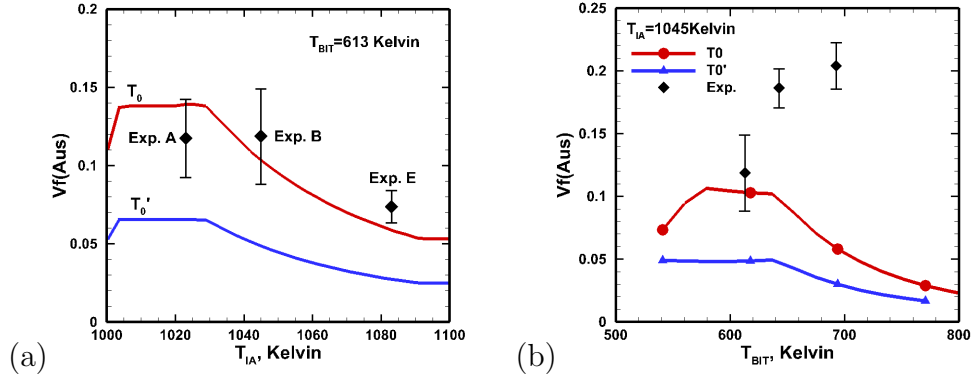 0.2
0.15
0.1
0.05
0
Vf(Aus)
T_BIT=613 Kelvin
T_0
Exp. A
Exp. B
Exp. E
T_0'
1000 1020 1040 1060 1080 1100
T_IA, Kelvin
(a)
0.25
0.2
0.15
0.1
0.05
0
Vf(Aus)
T_IA=1045Kelvin
T0
T0'
Exp.
500 600 700 800
T_BIT, Kelvin
(b)